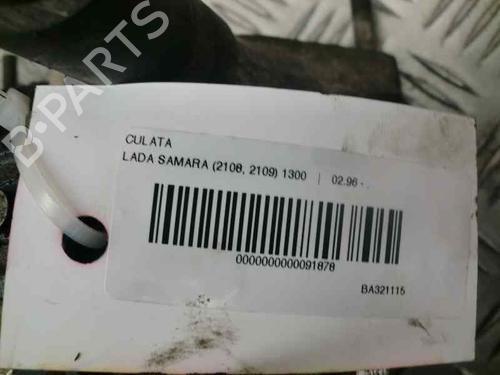 B-PARTS
CULATA
LADA SAMARA (2108, 2109) 1300 | 02.96 - .
0000000000091878
BA321115